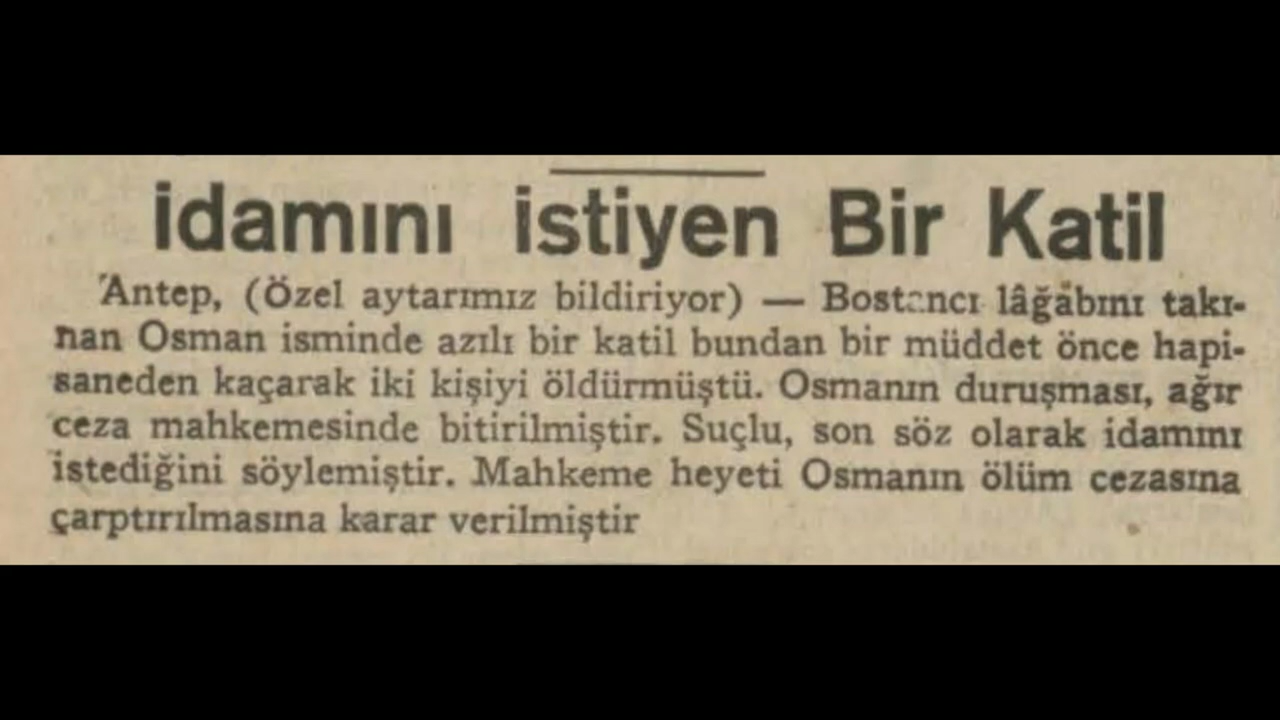 İdamını istiyen Bir Katil
Antep, (Özel aytarımız bildiriyor) — Bostancı lâğabını takı-
nan Osman isminde azılı bir katil bundan bir müddet önce hapi-
saneden kaçarak iki kişiyi öldürmüştü. Osmanın duruşması, ağır
ceza mahkemesinde bitirilmiştir. Suçlu, son söz olarak idamını
istediğini söylemiştir. Mahkeme heyeti Osmanın ölüm cezasına
çarptırılmasına karar verilmiştir